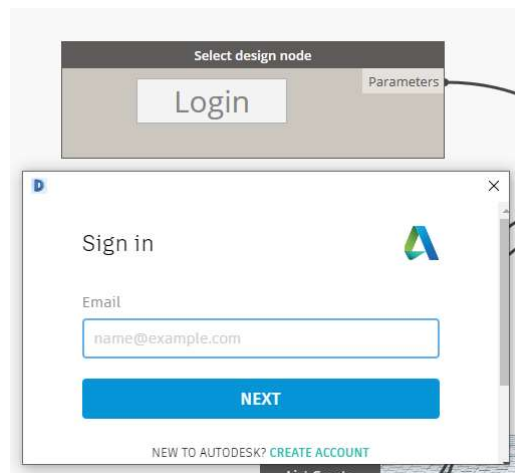 Select design node
Parameters
Login
D
Sign in
Email
name@example.com
NEXT
NEW TO AUTODESK? CREATE ACCOUNT